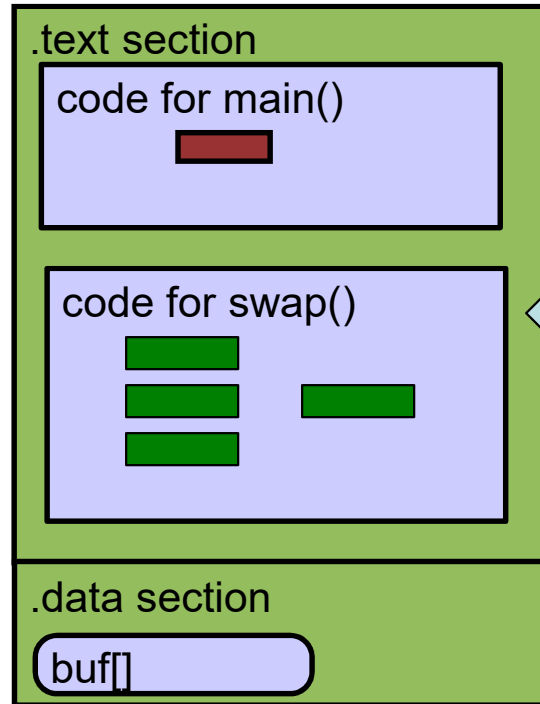 .text section
code for main()
code for swap()
.data section
buf[]